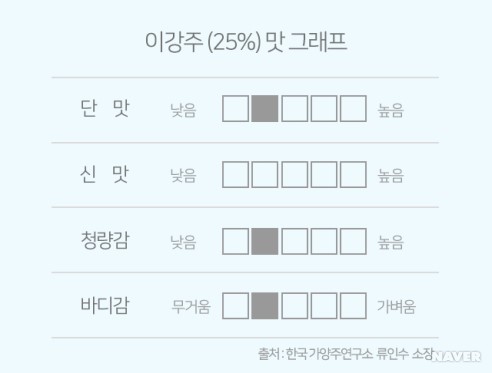 이강주 (25%) 맛 그래프
단 맛 낮음 높음
신 맛 낮음 높음
청량감 낮음 높음
바디감 무거움 가벼움
출처 : 한국 가양주연구소 류인수 소장
NAVER